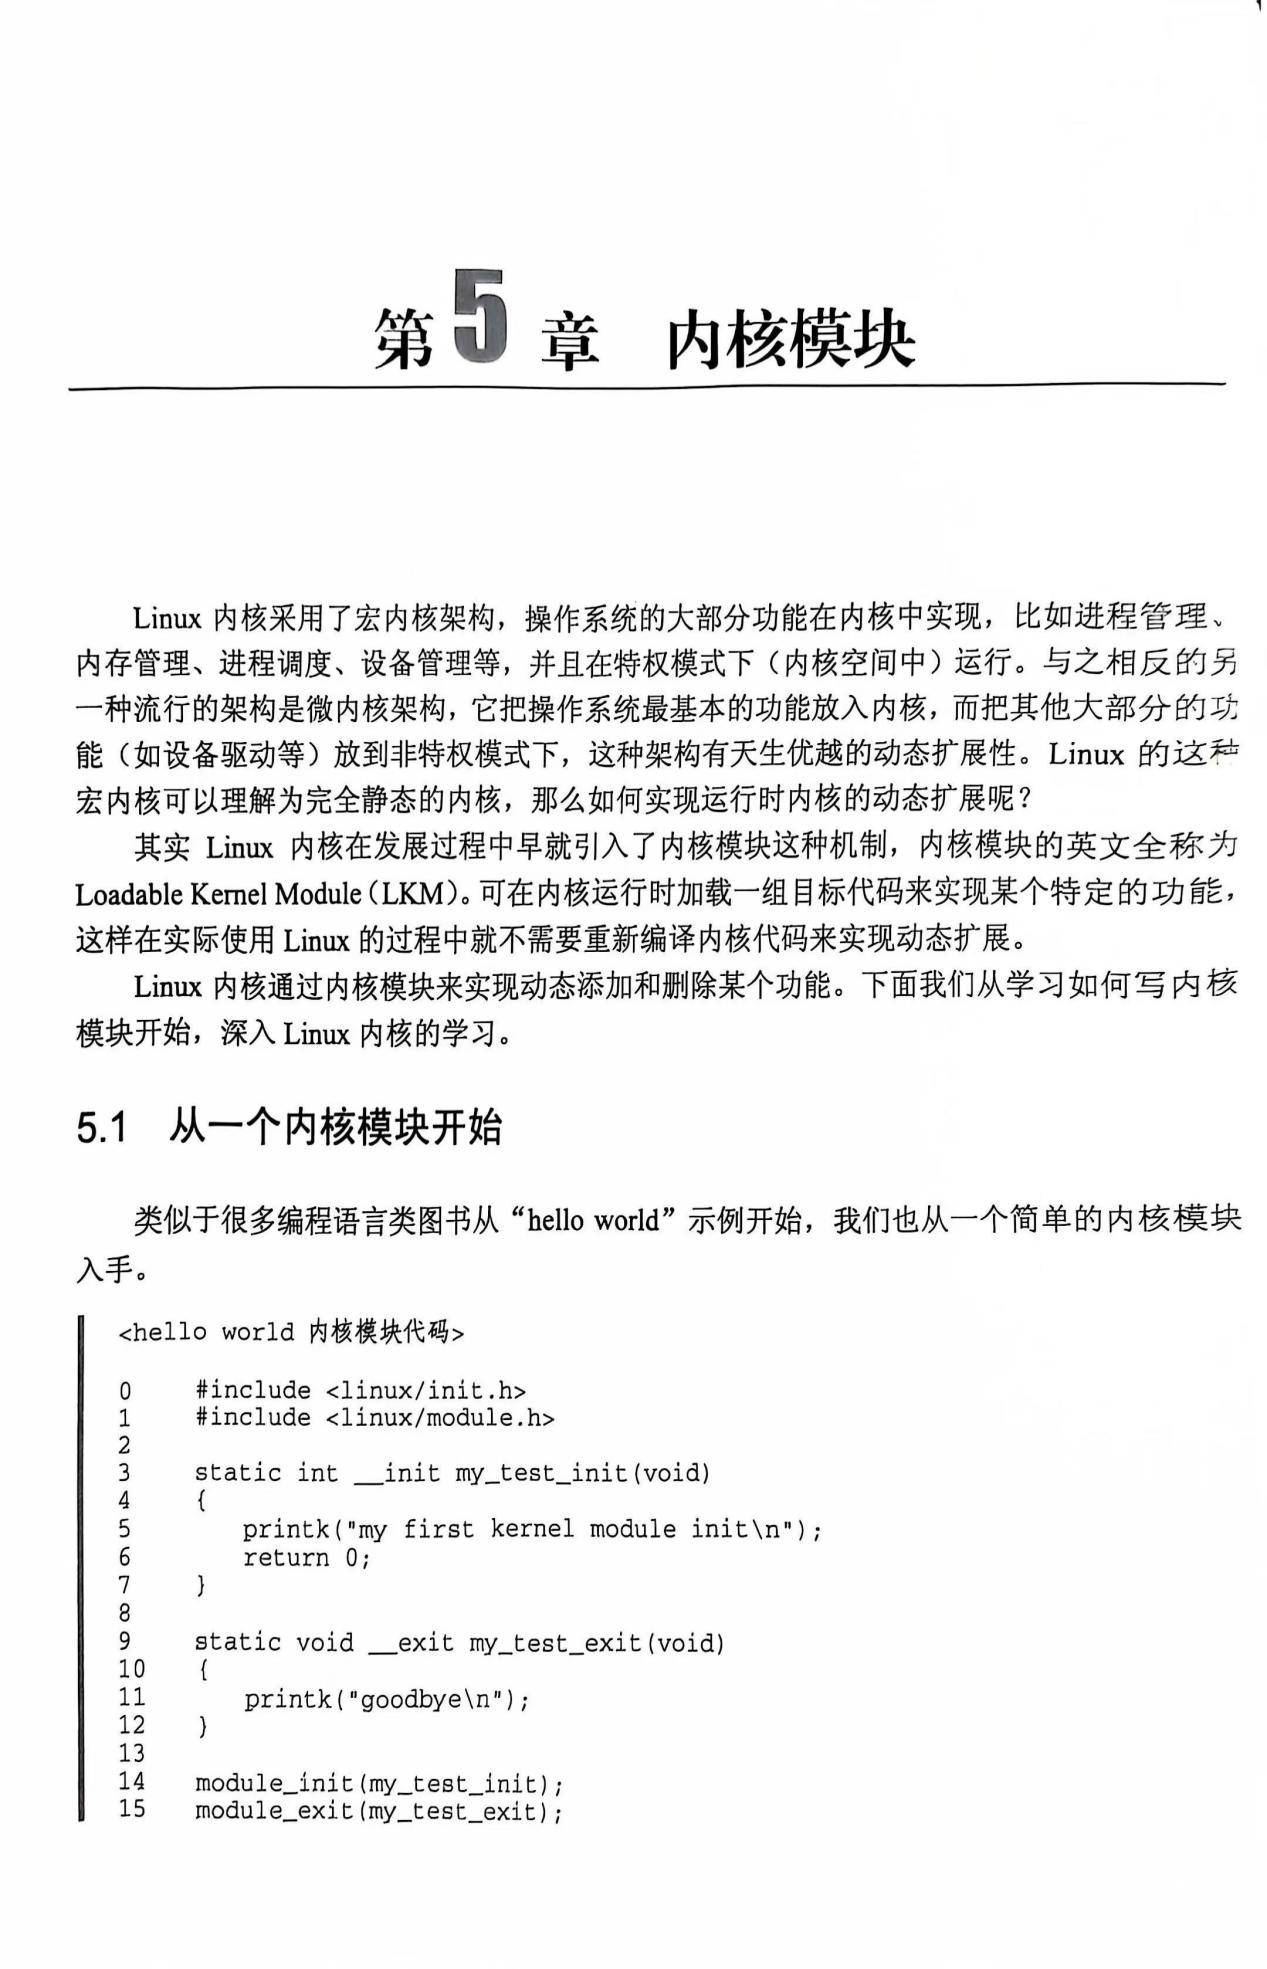 第5章 内核模块
Linux 内核采用了宏内核架构，操作系统的大部分功能在内核中实现，比如进程管理、
内存管理、进程调度、设备管理等，并且在特权模式下（内核空间中）运行。与之相反的另
一种流行的架构是微内核架构，它把操作系统最基本的功能放入内核，而把其他大部分的功
能（如设备驱动等）放到非特权模式下，这种架构有天生优越的动态扩展性。Linux 的这种
宏内核可以理解为完全静态的内核，那么如何实现运行时内核的动态扩展呢？
其实 Linux 内核在发展过程中早就引入了内核模块这种机制，内核模块的英文全称为
Loadable Kernel Module（LKM）。可在内核运行时加载一组目标代码来实现某个特定的功能，
这样在实际使用 Linux 的过程中就不需要重新编译内核代码来实现动态扩展。
Linux 内核通过内核模块来实现动态添加和删除某个功能。下面我们从学习如何写内核
模块开始，深入 Linux 内核的学习。
5.1 从一个内核模块开始
类似于很多编程语言类图书从“hello world”示例开始，我们也从一个简单的内核模块
入手。
<hello world 内核模块代码>
0 #include <linux/init.h>
1 #include <linux/module.h>
2
3 static int __init my_test_init(void)
4 {
5 printk("my first kernel module init\n");
6 return 0;
7 }
8
9 static void __exit my_test_exit(void)
10 {
11 printk("goodbye\n");
12 }
13
14 module_init(my_test_init);
15 module_exit(my_test_exit);